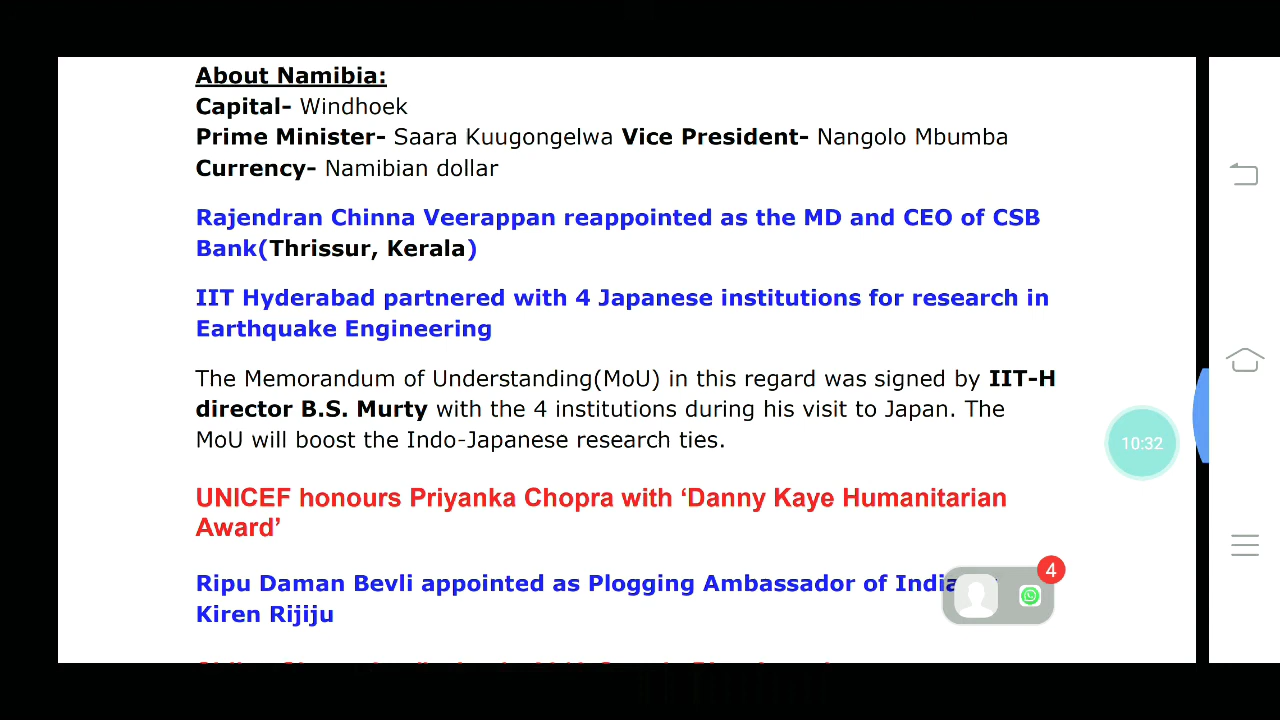 About Namibia:
Capital- Windhoek
Prime Minister- Saara Kuugongelwa Vice President- Nangolo Mbumba
Currency- Namibian dollar
Rajendran Chinna Veerappan reappointed as the MD and CEO of CSB
Bank(Thrissur, Kerala)
IIT Hyderabad partnered with 4 Japanese institutions for research in
Earthquake Engineering
The Memorandum of Understanding(MoU) in this regard was signed by IIT-H
director B.S. Murty with the 4 institutions during his visit to Japan. The
MoU will boost the Indo-Japanese research ties.
10:32
UNICEF honours Priyanka Chopra with ‘Danny Kaye Humanitarian
Award’
4
Ripu Daman Bevli appointed as Plogging Ambassador of India
Kiren Rijiju